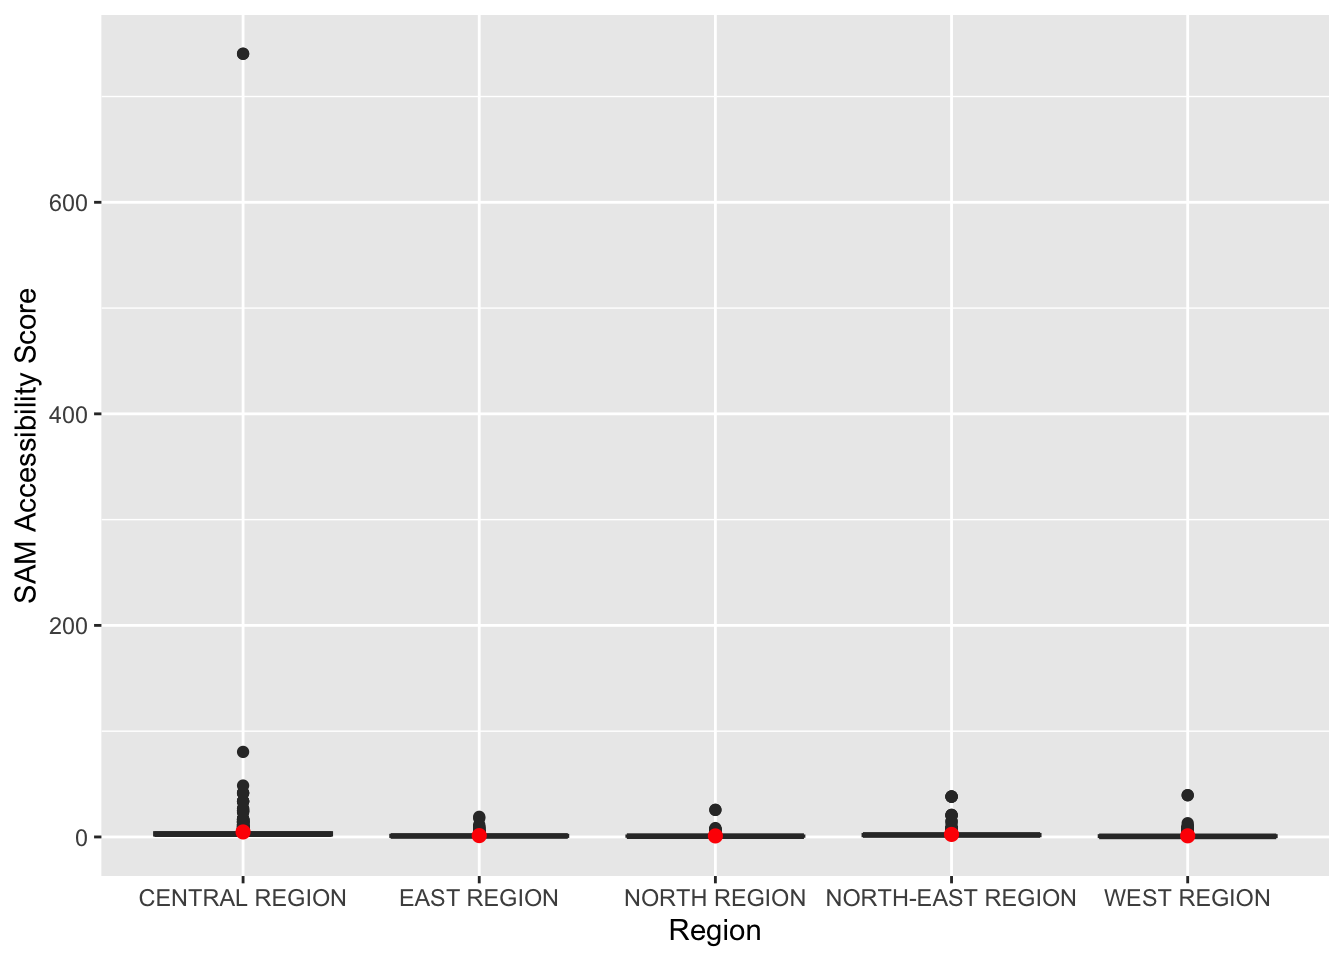 SAM Accessibility Score
600
400
200
0
CENTRAL REGION
EAST REGION
NORTH REGION
NORTH-EAST REGION
WEST REGION
Region